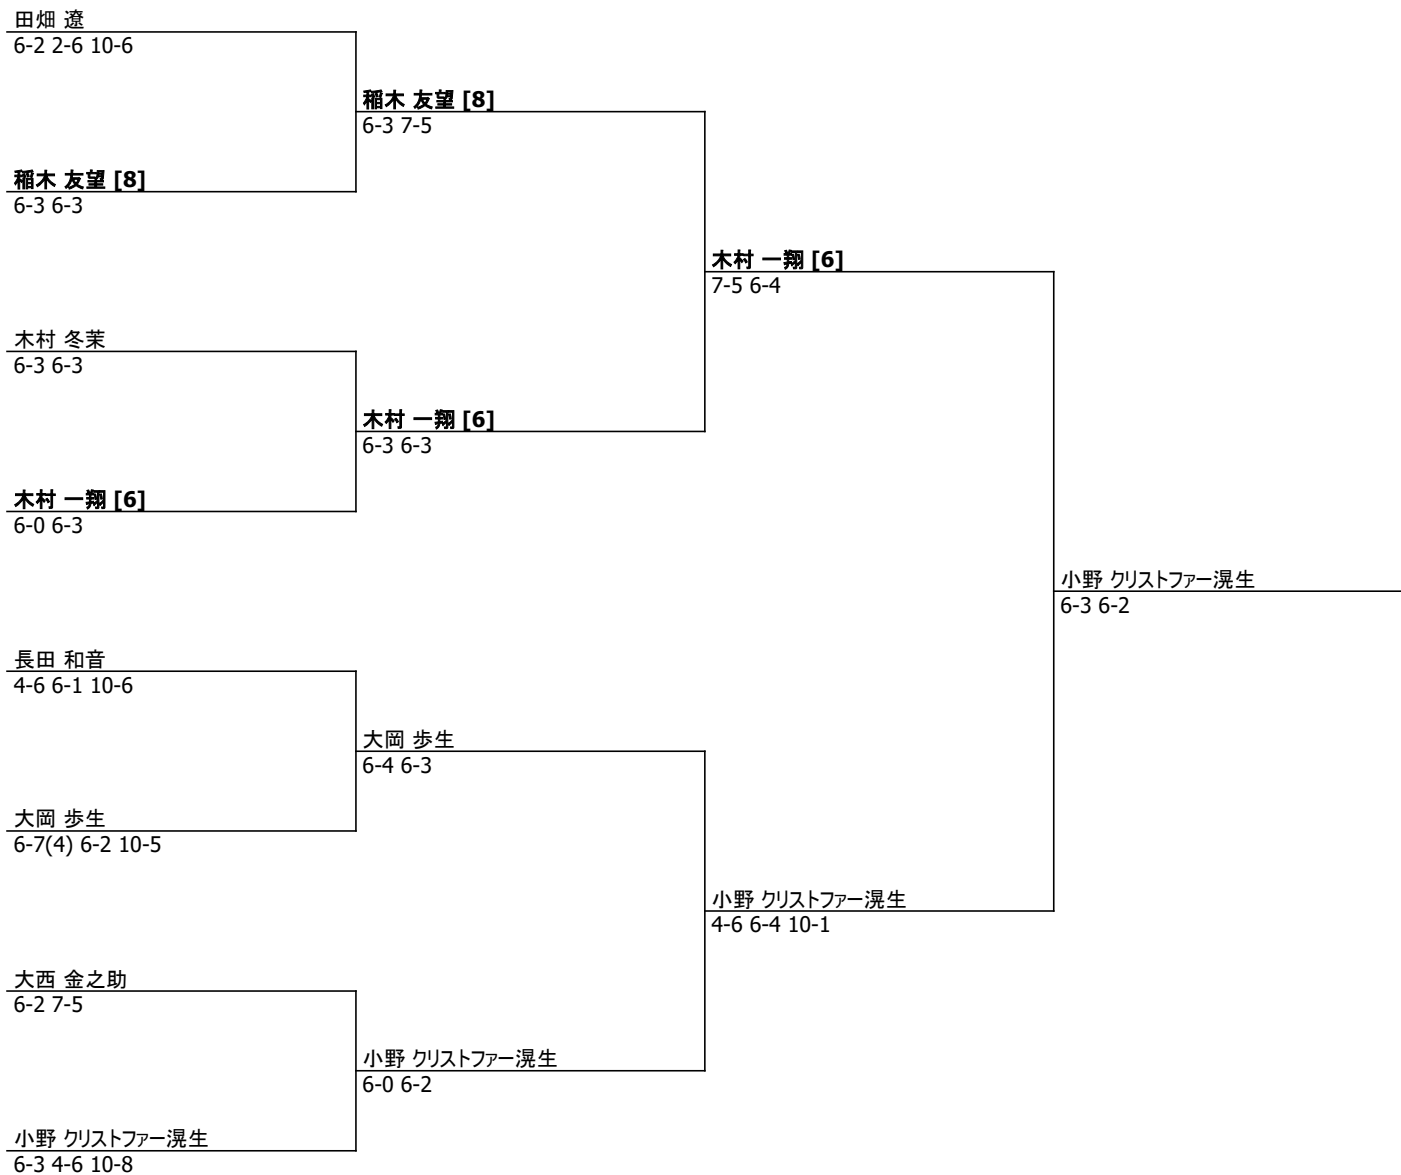 田畑 遼
6-2 2-6 10-6
稲木 友望 [8]
6-3 7-5
稲木 友望 [8]
6-3 6-3
木村 一翔 [6]
7-5 6-4
木村 冬茉
6-3 6-3
木村 一翔 [6]
6-3 6-3
木村 一翔 [6]
6-0 6-3
小野 クリストファー滉生
6-3 6-2
長田 和音
4-6 6-1 10-6
大岡 歩生
6-4 6-3
大岡 歩生
6-7(4) 6-2 10-5
小野 クリストファー滉生
4-6 6-4 10-1
大西 金之助
6-2 7-5
小野 クリストファー滉生
6-0 6-2
小野 クリストファー滉生
6-3 4-6 10-8